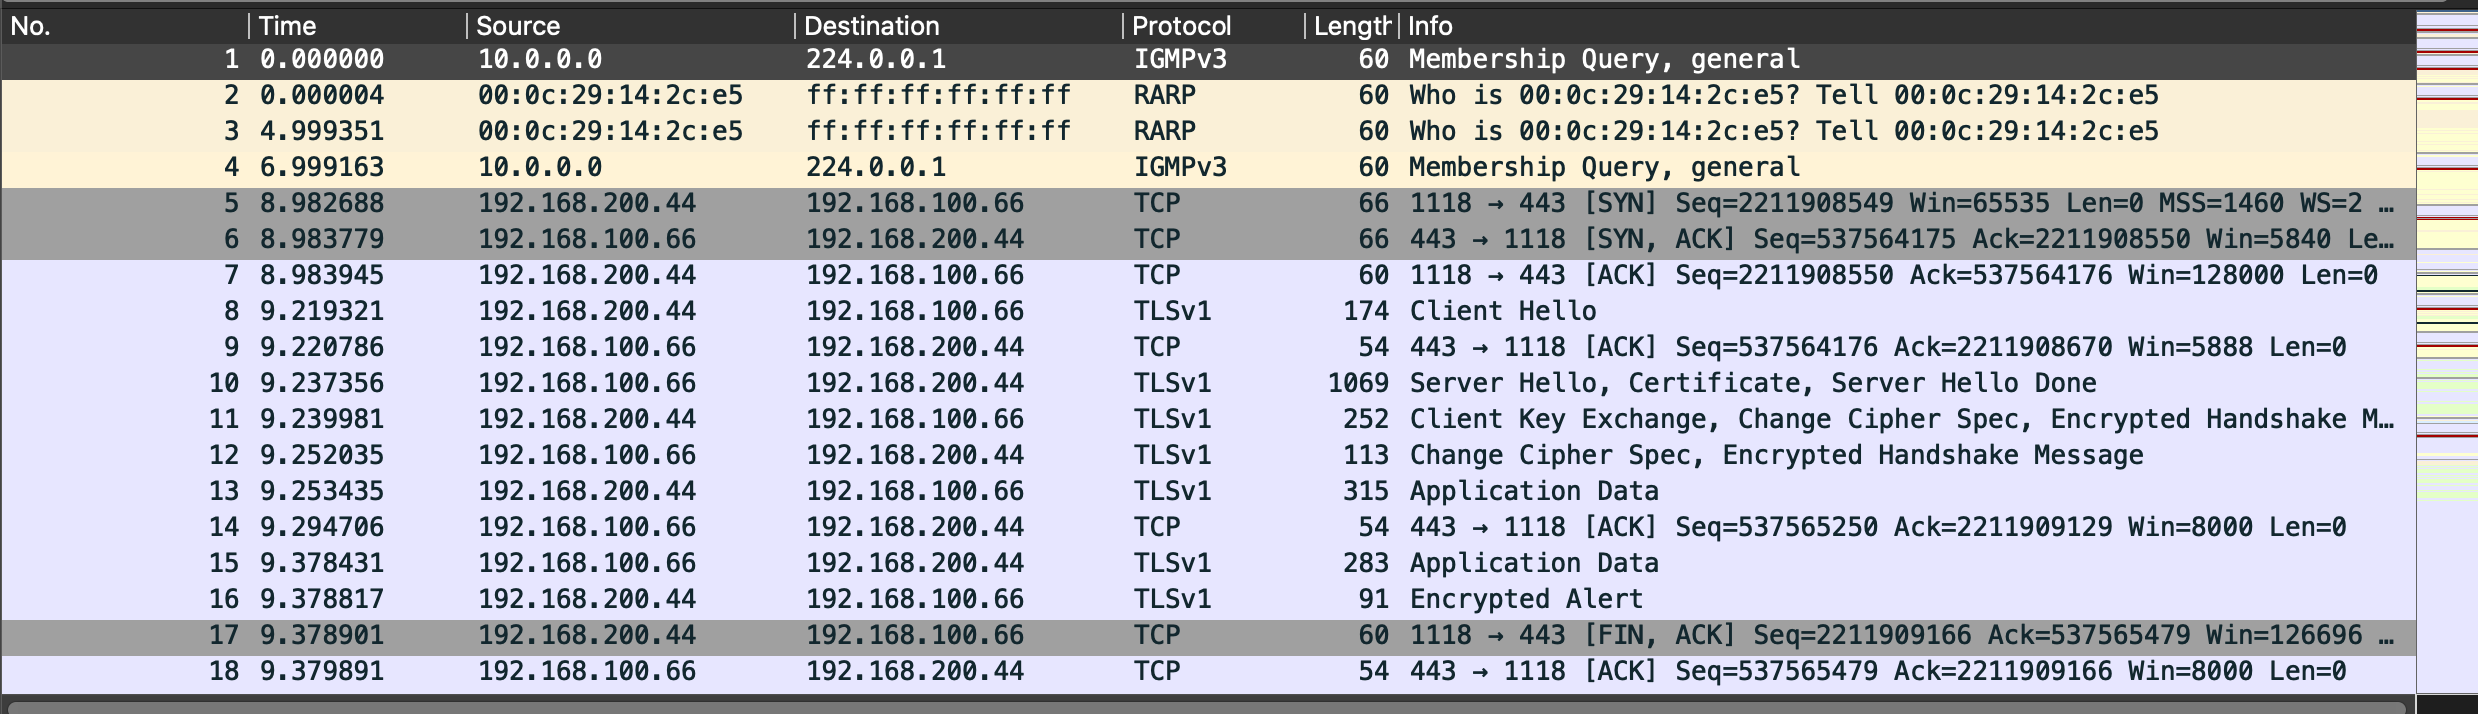 No. Time Source Destination Protocol Length Info
1 0.000000 10.0.0.0 224.0.0.1 IGMPv3 60 Membership Query, general
2 0.000004 00:0c:29:14:2c:e5 ff:ff:ff:ff:ff:ff RARP 60 Who is 00:0c:29:14:2c:e5? Tell 00:0c:29:14:2c:e5
3 4.999351 00:0c:29:14:2c:e5 ff:ff:ff:ff:ff:ff RARP 60 Who is 00:0c:29:14:2c:e5? Tell 00:0c:29:14:2c:e5
4 6.999163 10.0.0.0 224.0.0.1 IGMPv3 60 Membership Query, general
5 8.982688 192.168.200.44 192.168.100.66 TCP 66 1118 → 443 [SYN] Seq=2211908549 Win=65535 Len=0 MSS=1460 WS=2 …
6 8.983779 192.168.100.66 192.168.200.44 TCP 66 443 → 1118 [SYN, ACK] Seq=537564175 Ack=2211908550 Win=5840 Le…
7 8.983945 192.168.200.44 192.168.100.66 TCP 60 1118 → 443 [ACK] Seq=2211908550 Ack=537564176 Win=128000 Len=0
8 9.219321 192.168.200.44 192.168.100.66 TLSv1 174 Client Hello
9 9.220786 192.168.100.66 192.168.200.44 TCP 54 443 → 1118 [ACK] Seq=537564176 Ack=2211908670 Win=5888 Len=0
10 9.237356 192.168.100.66 192.168.200.44 TLSv1 1069 Server Hello, Certificate, Server Hello Done
11 9.239981 192.168.200.44 192.168.100.66 TLSv1 252 Client Key Exchange, Change Cipher Spec, Encrypted Handshake M…
12 9.252035 192.168.100.66 192.168.200.44 TLSv1 113 Change Cipher Spec, Encrypted Handshake Message
13 9.253435 192.168.200.44 192.168.100.66 TLSv1 315 Application Data
14 9.294706 192.168.100.66 192.168.200.44 TCP 54 443 → 1118 [ACK] Seq=537565250 Ack=2211909129 Win=8000 Len=0
15 9.378431 192.168.100.66 192.168.200.44 TLSv1 283 Application Data
16 9.378817 192.168.200.44 192.168.100.66 TLSv1 91 Encrypted Alert
17 9.378901 192.168.200.44 192.168.100.66 TCP 60 1118 → 443 [FIN, ACK] Seq=2211909166 Ack=537565479 Win=126696 …
18 9.379891 192.168.100.66 192.168.200.44 TCP 54 443 → 1118 [ACK] Seq=537565479 Ack=2211909166 Win=8000 Len=0